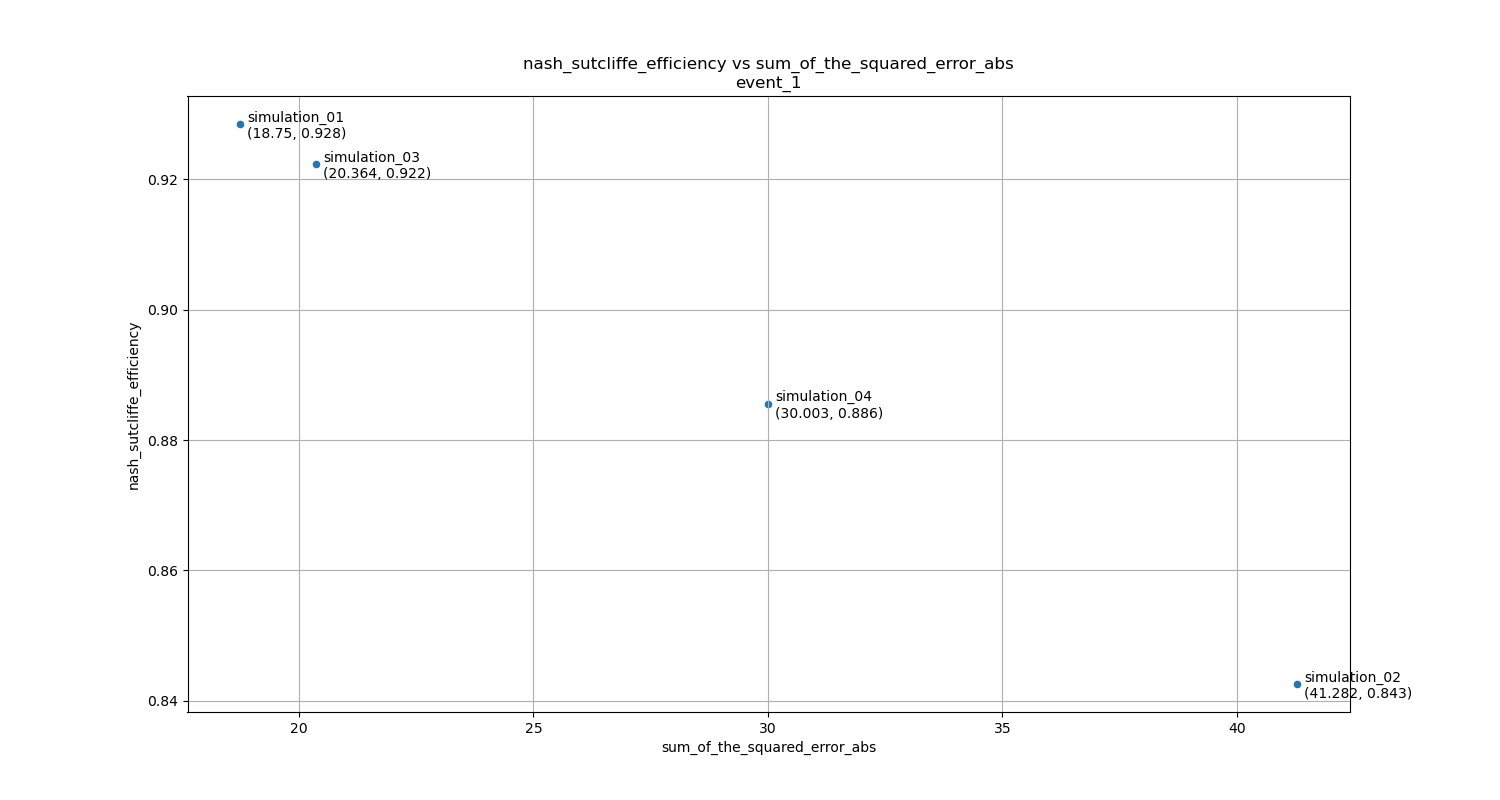 nash_sutcliffe_efficiency vs sum_of_the_squared_error_abs
event_1
simulation_01
(18.75, 0.928)
simulation_03
(20.364, 0.922)
simulation_04
(30.003, 0.886)
simulation_02
(41.282, 0.843)
nash_sutcliffe_efficiency
0.92
0.90
0.88
0.86
0.84
20
25
30
35
40
sum_of_the_squared_error_abs